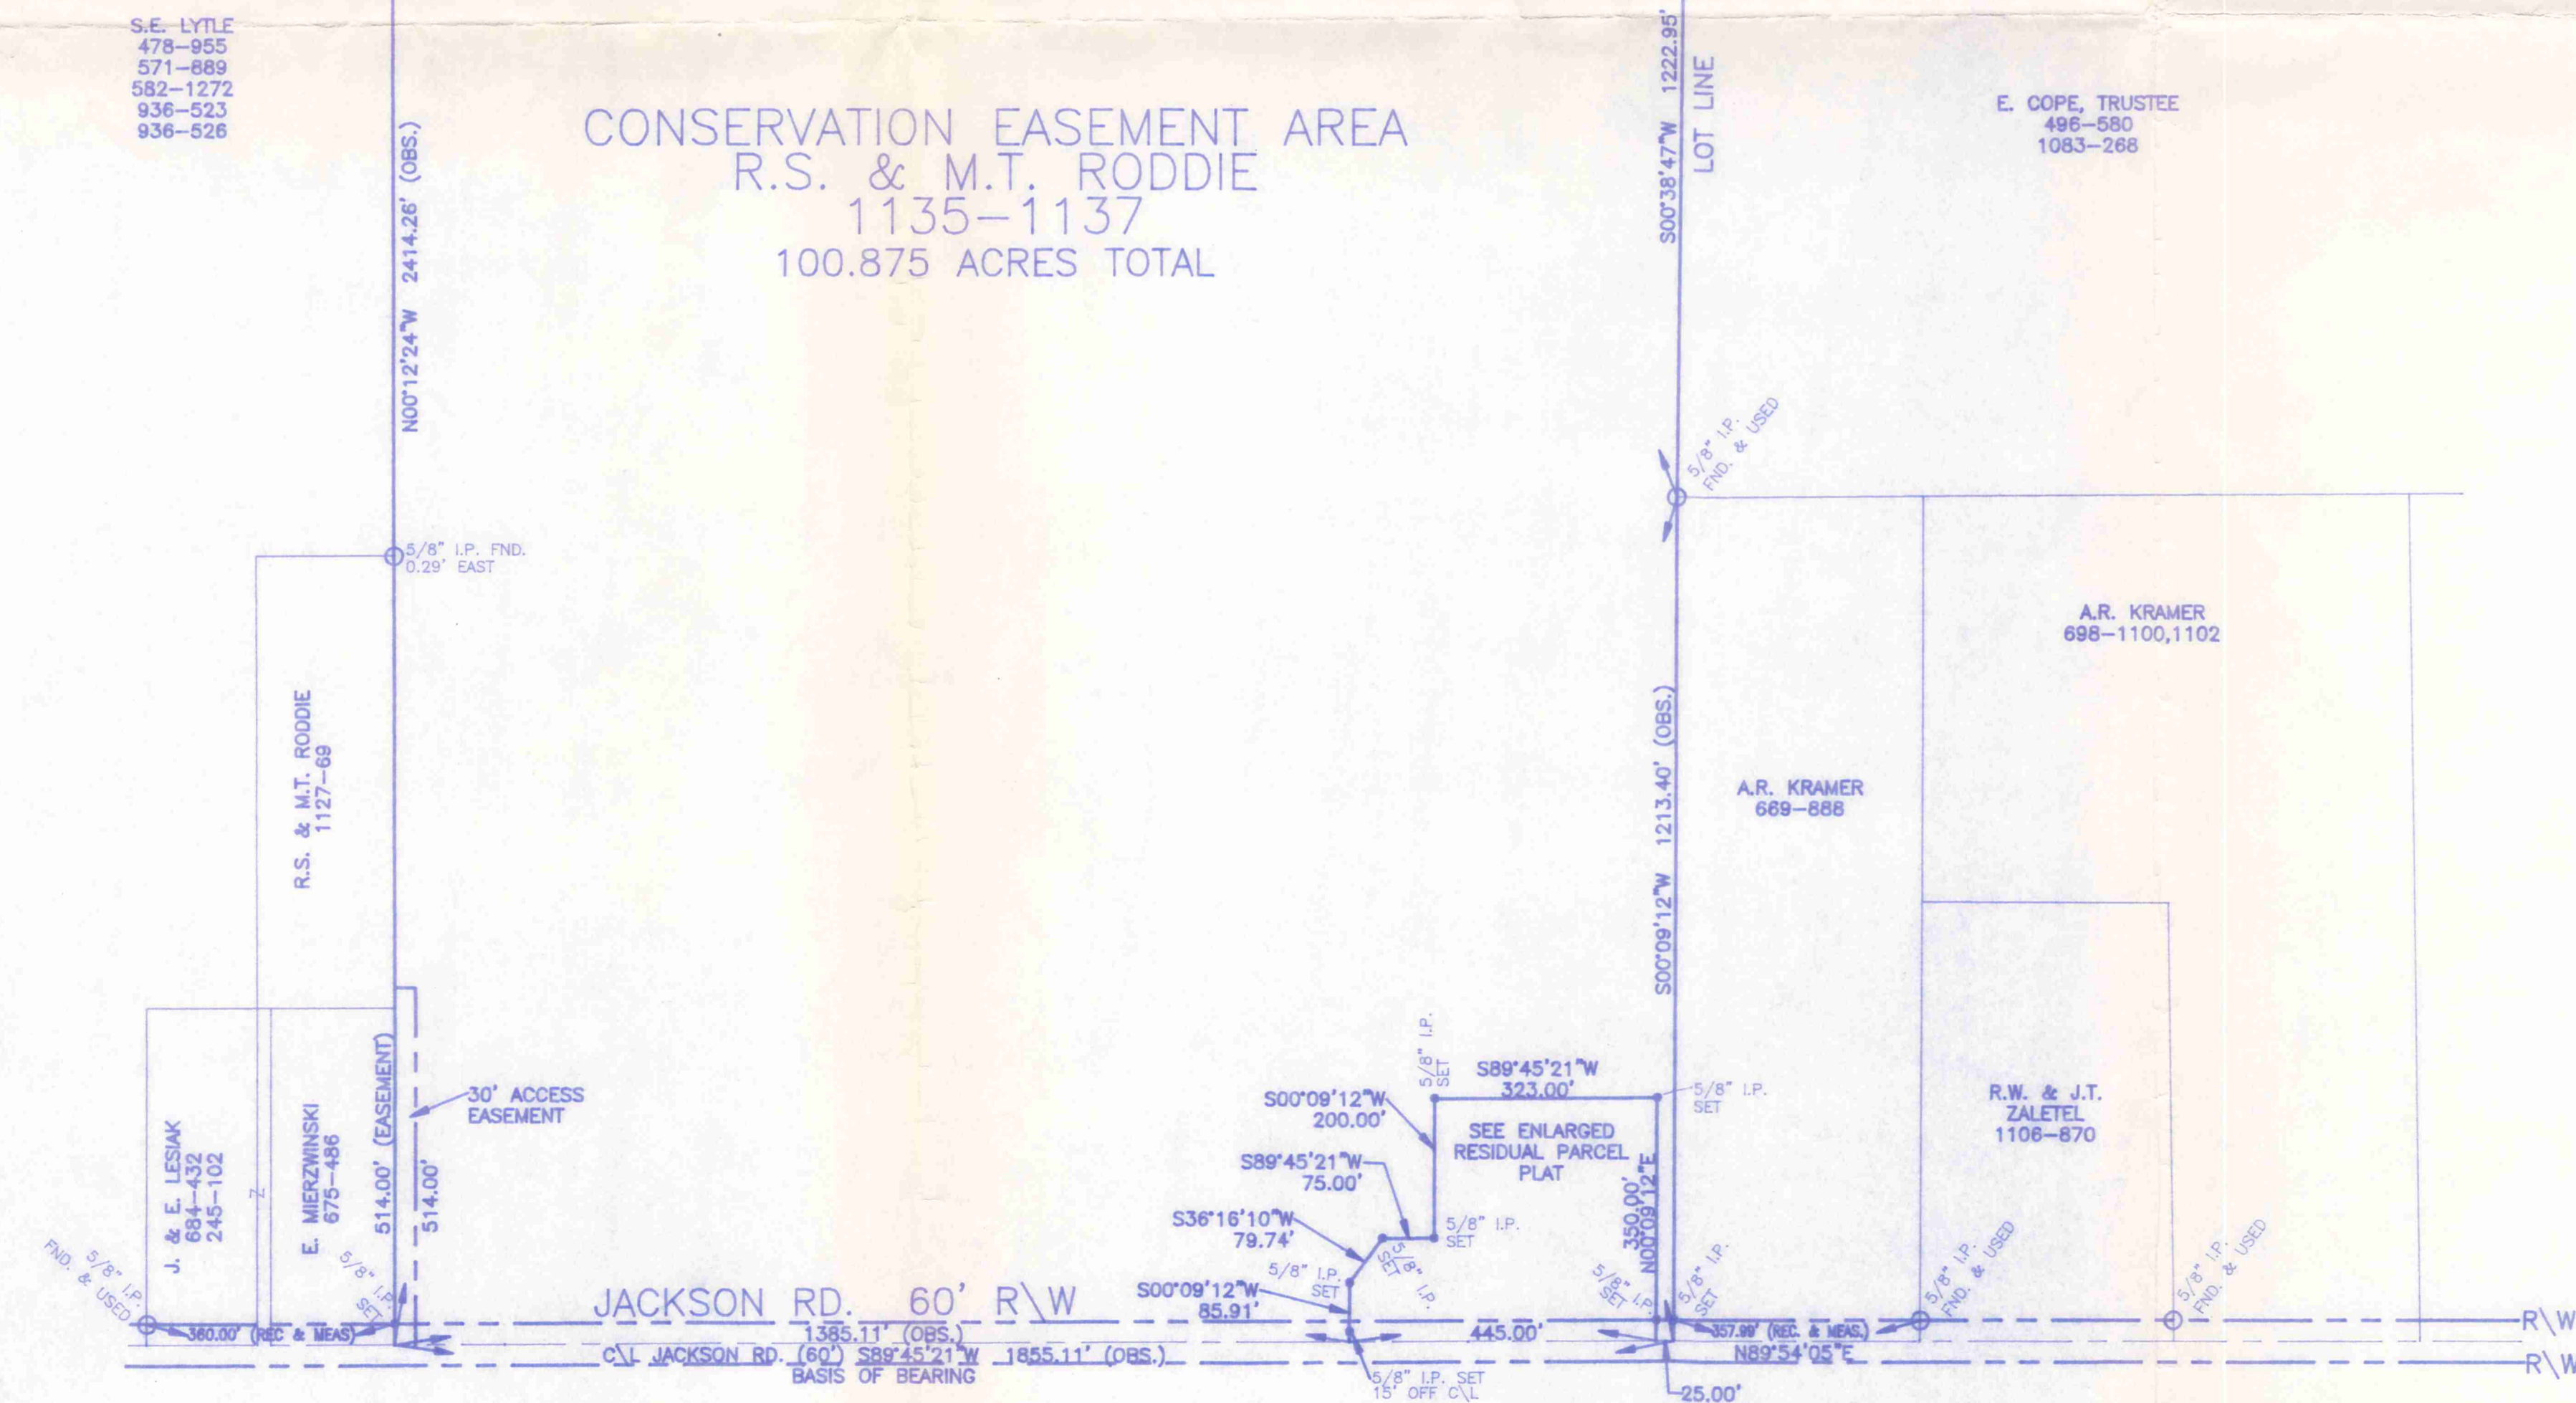 S.E. LYTLE
478-955
571-889
582-1272
936-523
936-526
N00°12'24"W 2414.26' (OBS.)
CONSERVATION EASEMENT AREA
R.S. & M.T. RODDIE
1135-1137
100.875 ACRES TOTAL
S00°38'47"W 1222.95'
LOT LINE
E. COPE, TRUSTEE
496-580
1083-268
5/8" I.P.
FND. & USED
5/8" I.P. FND.
0.29' EAST
R.S. & M.T. RODDIE
1127-69
S00°09'12"W 1213.40' (OBS.)
A.R. KRAMER
669-888
A.R. KRAMER
698-1100,1102
J. & E. LESIAK
684-432
245-102
Z
E. MIERZWINSKI
675-486
514.00' (EASEMENT)
514.00'
30' ACCESS
EASEMENT
5/8" I.P.
FND. & USED
5/8" I.P.
SET
360.00' (REC & MEAS)
5/8" I.P.
SET
S89°45'21"W
323.00'
5/8" I.P.
SET
S00°09'12"W
200.00'
SEE ENLARGED
RESIDUAL PARCEL
PLAT
S89°45'21"W
75.00'
5/8" I.P.
SET
S36°16'10"W
79.74'
5/8" I.P.
SET
5/8" I.P.
SET
S00°09'12"W
85.91'
350.00'
N00°09'12"E
5/8" I.P.
SET
5/8" I.P.
SET
R.W. & J.T.
ZALETEL
1106-870
5/8" I.P.
FND. & USED
5/8" I.P.
FND. & USED
JACKSON RD. 60' R\W
1385.11' (OBS.)
445.00'
357.99' (REC. & MEAS.)
N89°54'05"E
C\L JACKSON RD. (60') S89°45'21"W 1855.11' (OBS.)
BASIS OF BEARING
5/8" I.P. SET
15' OFF C\L
25.00'
R\W
R\W